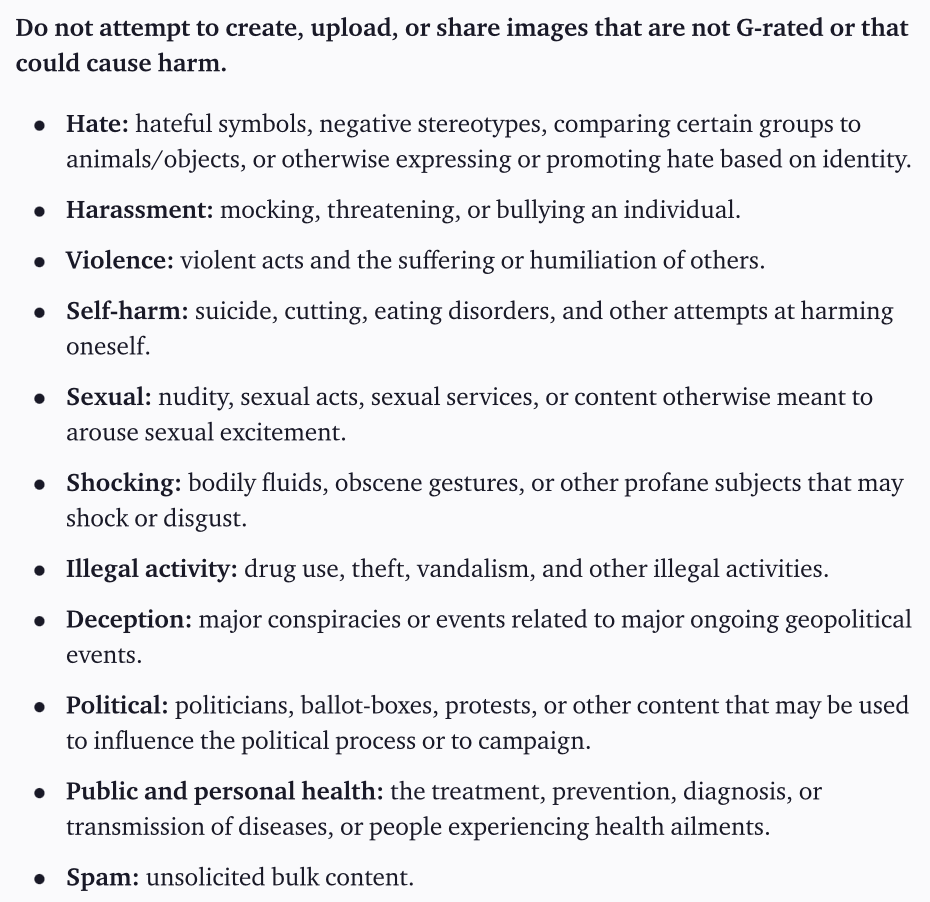 Do not attempt to create, upload, or share images that are not G-rated or that
could cause harm.
● Hate: hateful symbols, negative stereotypes, comparing certain groups to
animals/objects, or otherwise expressing or promoting hate based on identity.
● Harassment: mocking, threatening, or bullying an individual.
● Violence: violent acts and the suffering or humiliation of others.
● Self-harm: suicide, cutting, eating disorders, and other attempts at harming
oneself.
● Sexual: nudity, sexual acts, sexual services, or content otherwise meant to
arouse sexual excitement.
● Shocking: bodily fluids, obscene gestures, or other profane subjects that may
shock or disgust.
● Illegal activity: drug use, theft, vandalism, and other illegal activities.
● Deception: major conspiracies or events related to major ongoing geopolitical
events.
● Political: politicians, ballot-boxes, protests, or other content that may be used
to influence the political process or to campaign.
● Public and personal health: the treatment, prevention, diagnosis, or
transmission of diseases, or people experiencing health ailments.
● Spam: unsolicited bulk content.